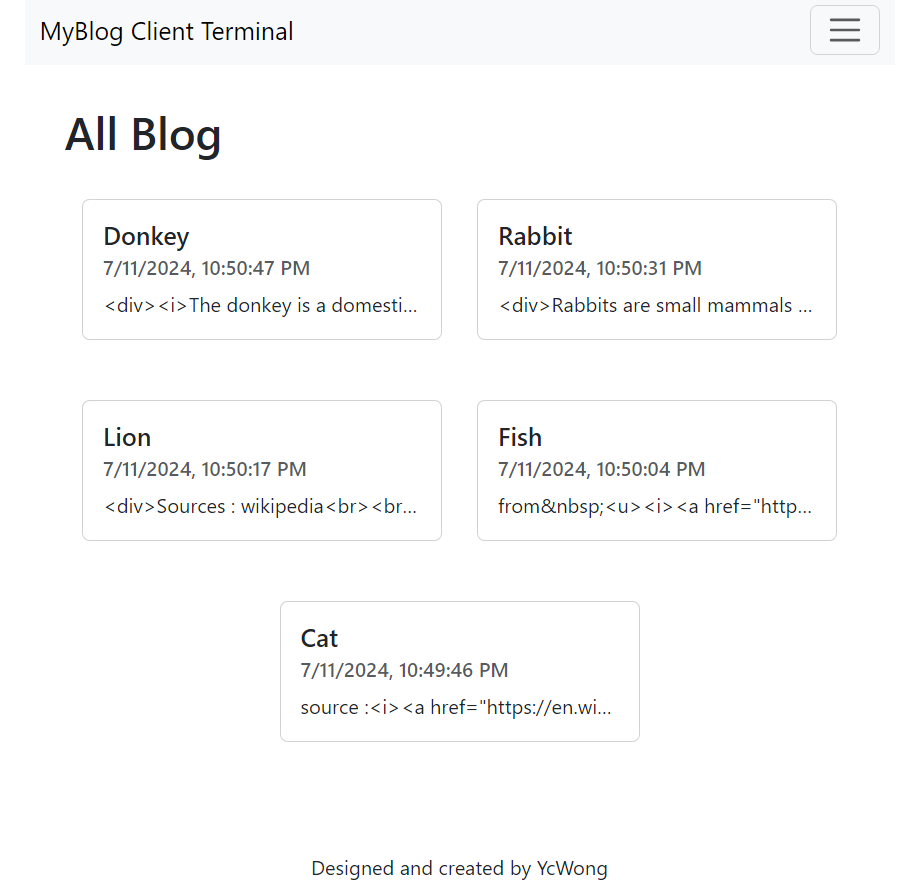 MyBlog Client Terminal
All Blog
Donkey
7/11/2024, 10:50:47 PM
<div><i>The donkey is a domesti...
Rabbit
7/11/2024, 10:50:31 PM
<div>Rabbits are small mammals ...
Lion
7/11/2024, 10:50:17 PM
<div>Sources : wikipedia<br><br...
Fish
7/11/2024, 10:50:04 PM
from&nbsp;<u><i><a href="http...
Cat
7/11/2024, 10:49:46 PM
source :<i><a href="https://en.wi...
Designed and created by YcWong